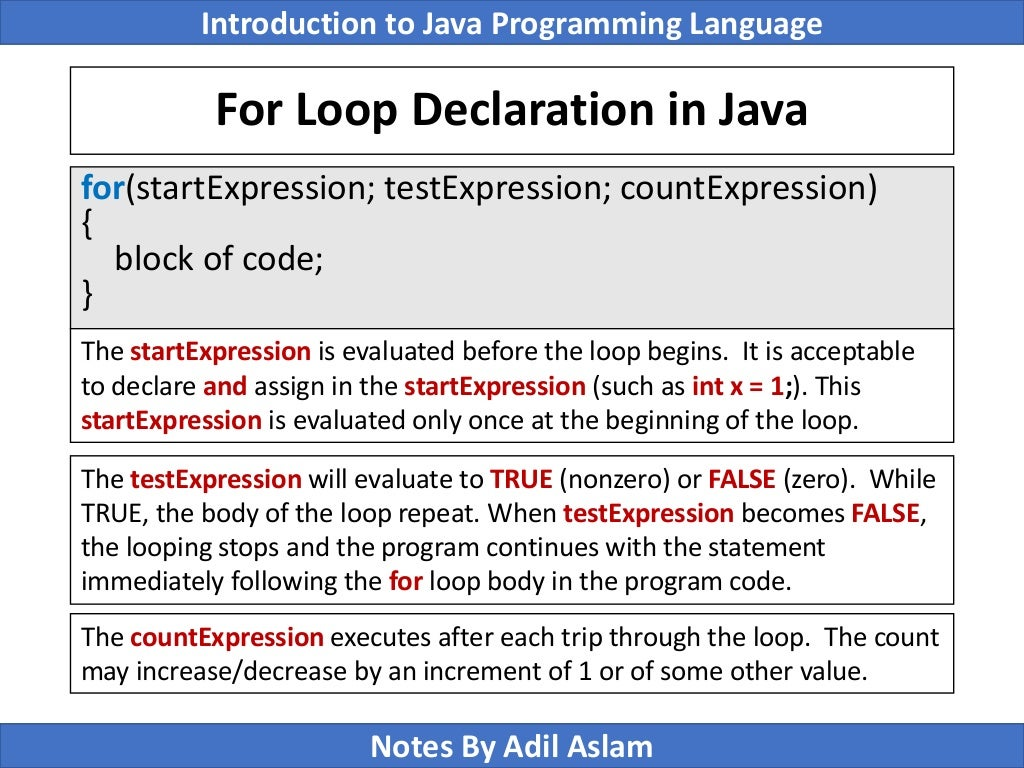 Introduction to Java Programming Language
For Loop Declaration in Java
for(startExpression; testExpression; countExpression)
{
block of code;
}
The startExpression is evaluated before the loop begins.  It is acceptable
to declare and assign in the startExpression (such as int x = 1;). This
startExpression is evaluated only once at the beginning of the loop.
The testExpression will evaluate to TRUE (nonzero) or FALSE (zero).  While
TRUE, the body of the loop repeat. When testExpression becomes FALSE,
the looping stops and the program continues with the statement
immediately following the for loop body in the program code.
The countExpression executes after each trip through the loop.  The count
may increase/decrease by an increment of 1 or of some other value.
Notes By Adil Aslam